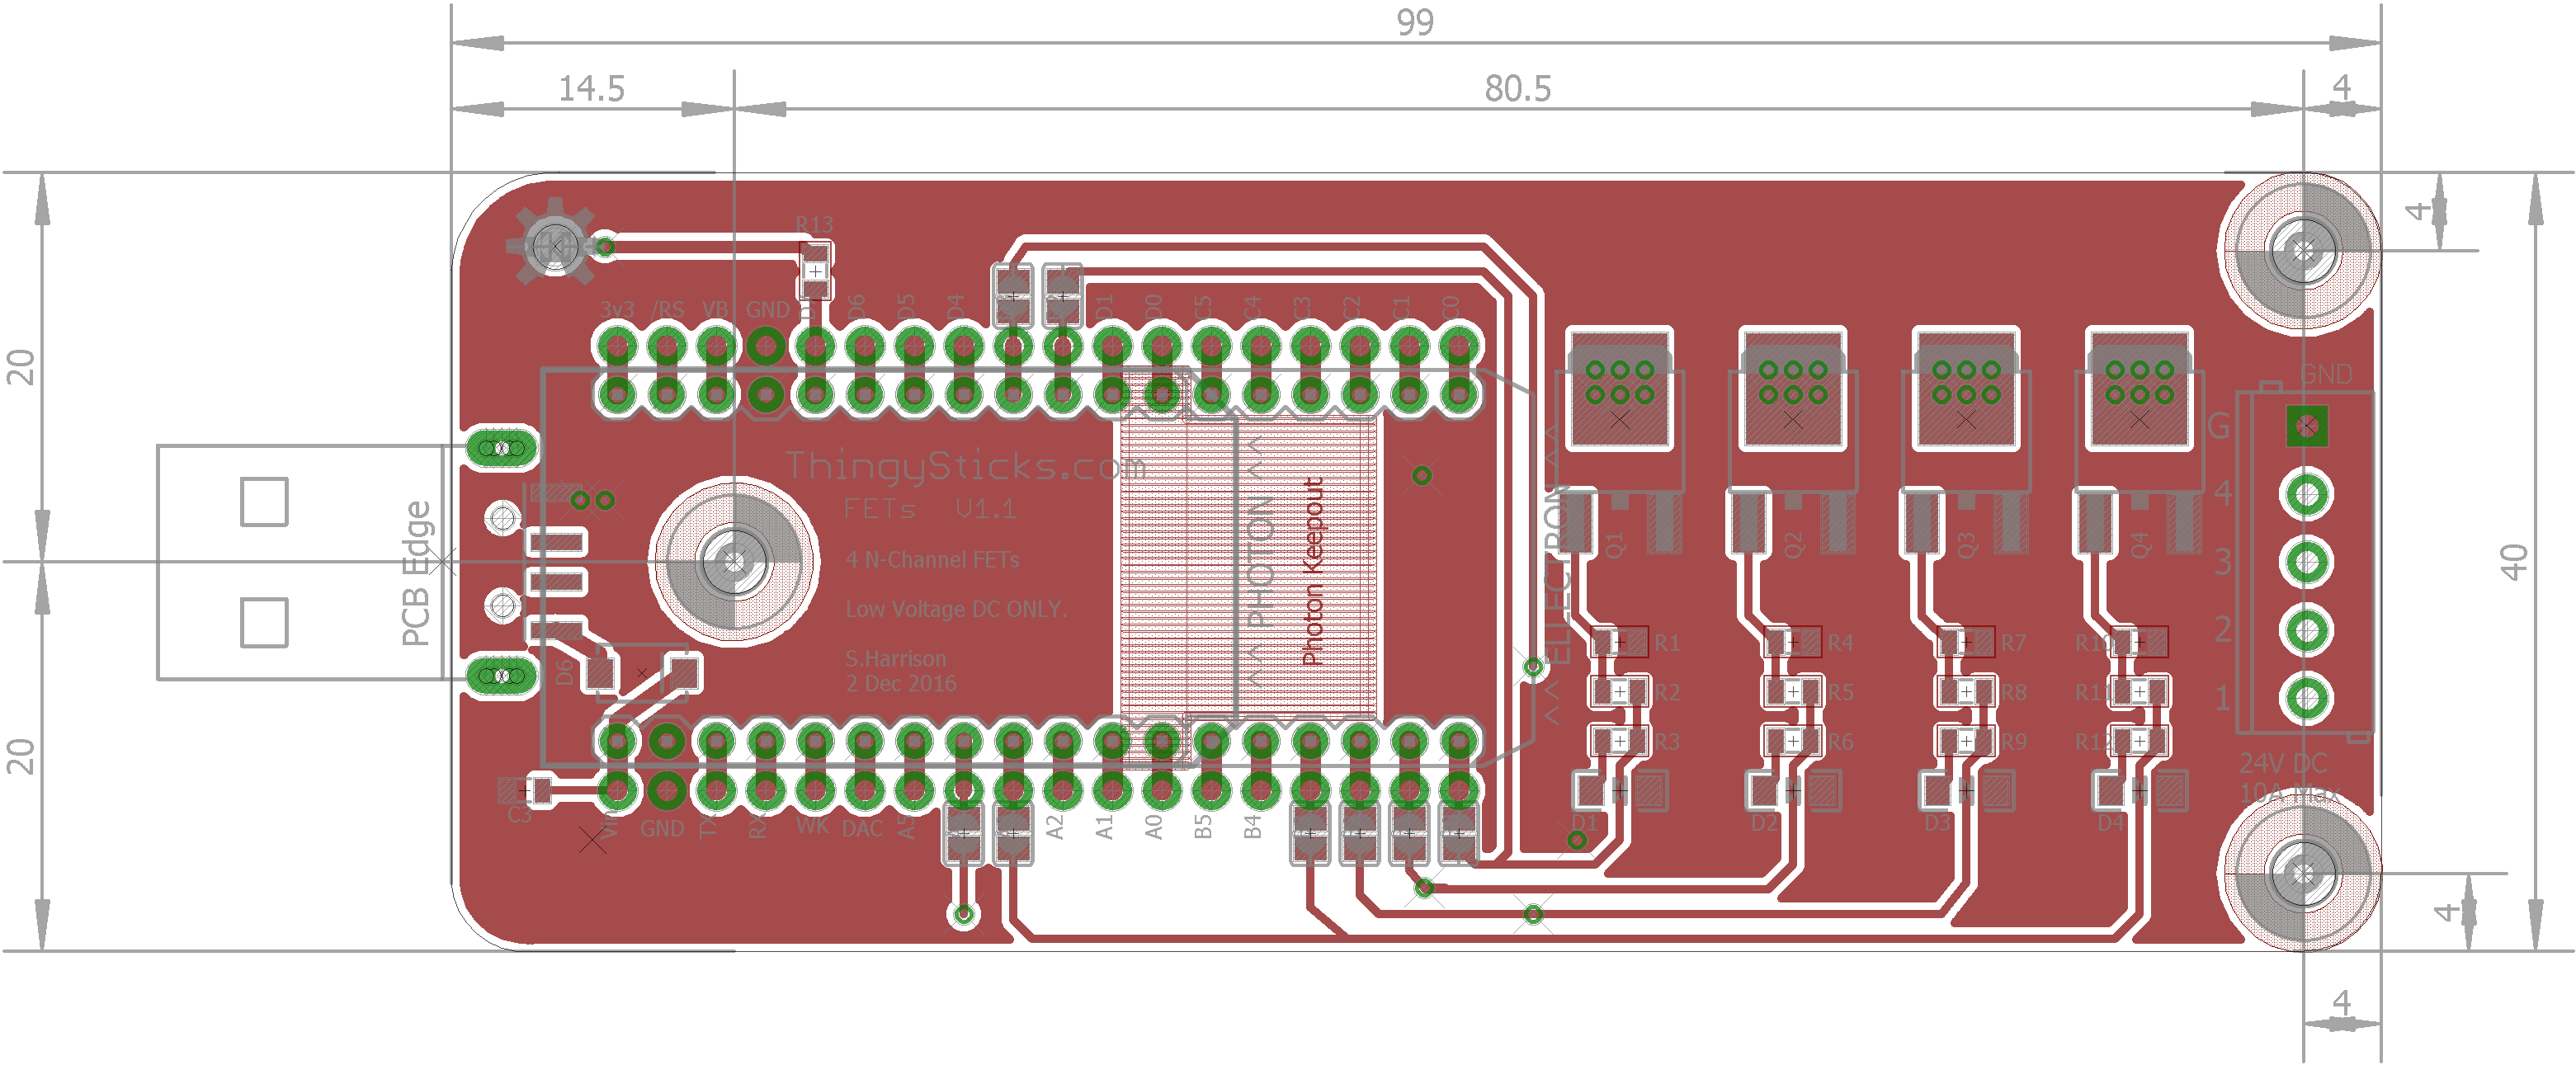 99
14.5
80.5
4
4
R13
3v3
/RS
VB
GND
D6
D5
D4
D1
D0
C5
C4
C3
C2
C1
C0
20
20
40
GND
G
4
3
2
1
ThingySticks.com
FETs V1.1
4 N-Channel FETs
Low Voltage DC ONLY.
S.Harrison
2 Dec 2016
PCB Edge
^^ PHOTON ^^
Photon Keepout
^^ ELECTRON ^^
Q1
Q2
Q3
Q4
R1
R4
R7
R10
R2
R5
R8
R11
R3
R6
R9
R12
D6
C3
Vin
GND
TX
RX
WK
DAC
A5
A2
A1
A0
B5
B4
D1
D2
D3
D4
24V DC
10A Max
4
4